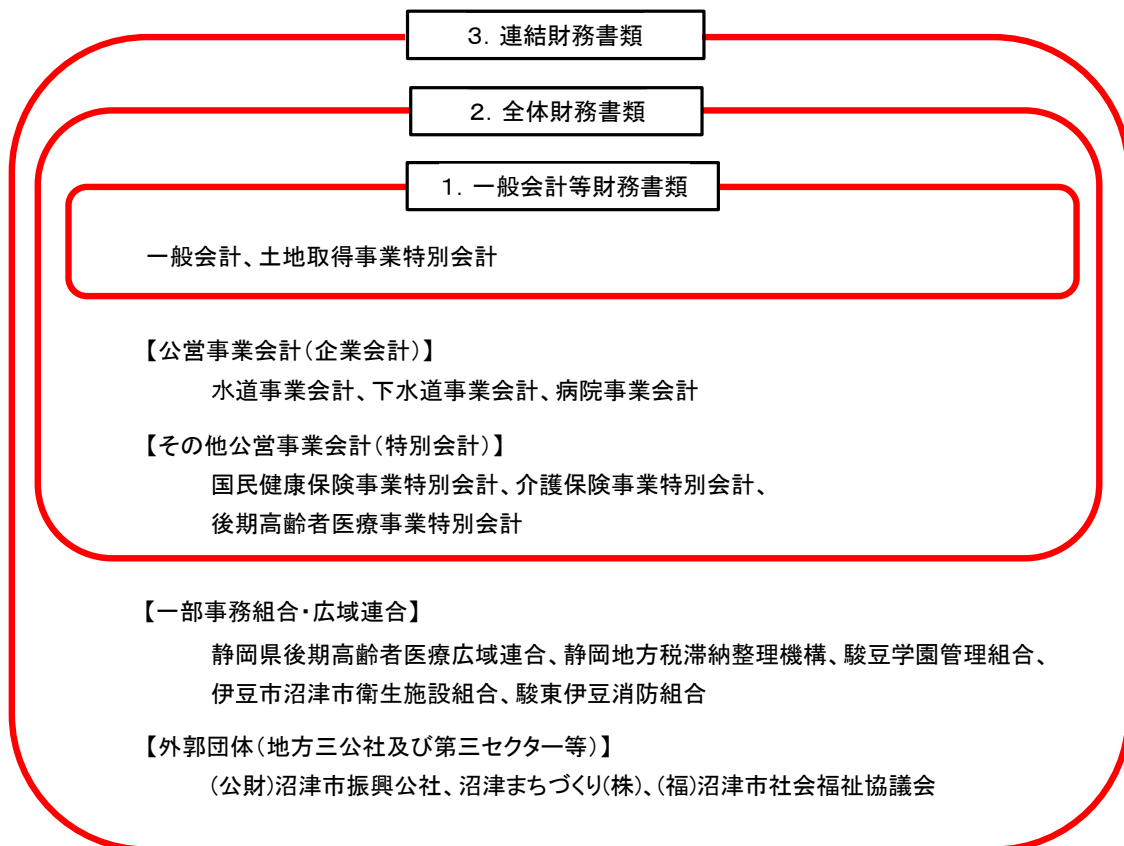 3．連結財務書類
2．全体財務書類
1．一般会計等財務書類
一般会計、土地取得事業特別会計
【公営事業会計（企業会計）】
水道事業会計、下水道事業会計、病院事業会計
【その他公営事業会計（特別会計）】
国民健康保険事業特別会計、介護保険事業特別会計、
後期高齢者医療事業特別会計
【一部事務組合・広域連合】
静岡県後期高齢者医療広域連合、静岡地方税滞納整理機構、駿豆学園管理組合、
伊豆市沼津市衛生施設組合、駿東伊豆消防組合
【外郭団体（地方三公社及び第三セクター等）】
(公財)沼津市振興公社、沼津まちづくり(株)、(福)沼津市社会福祉協議会